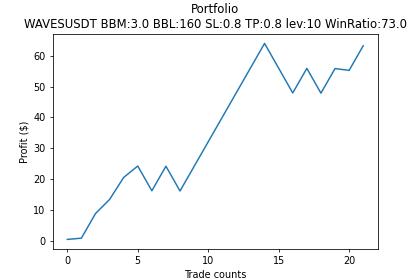 Portfolio
WAVESUSDT BBM:3.0 BBL:160 SL:0.8 TP:0.8 lev:10 WinRatio:73.0
60
50
40
30
20
10
0
Profit ($)
0 5 10 15 20
Trade counts